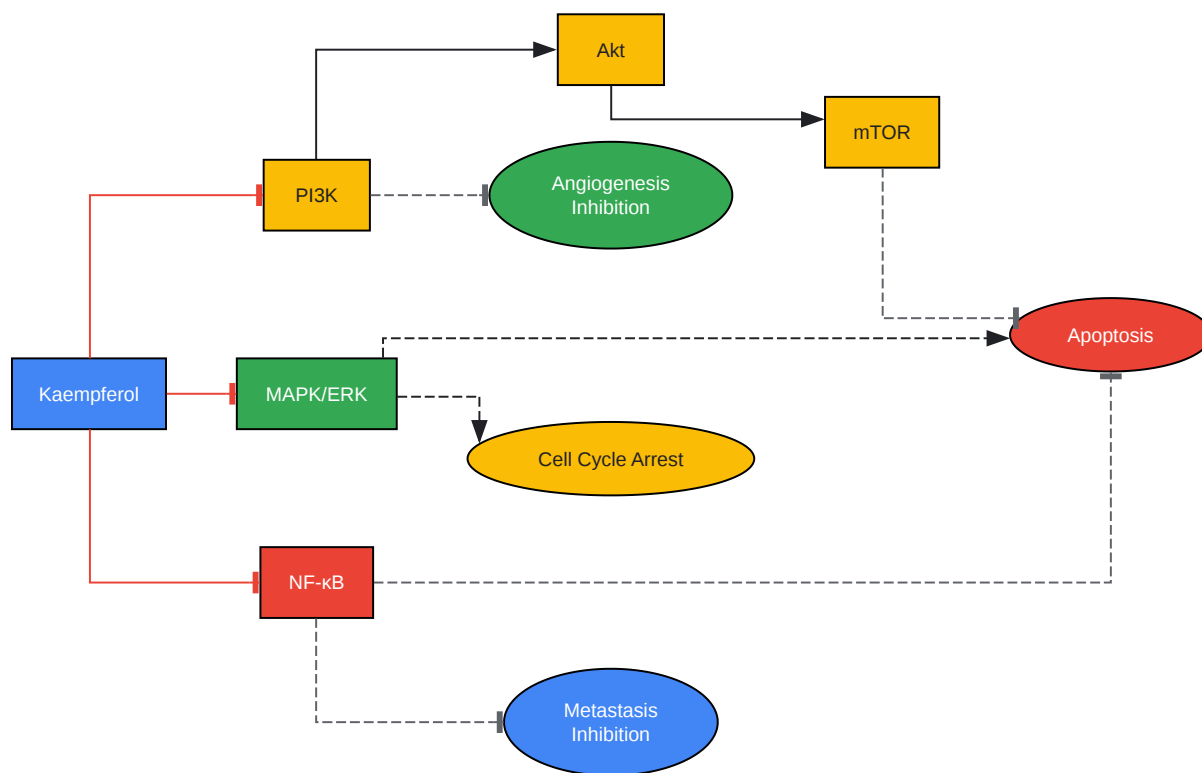 Akt
mTOR
Angiogenesis
Inhibition
PI3K
Apoptosis
Kaempferol
MAPK/ERK
Cell Cycle Arrest
NF-κB
Metastasis
Inhibition